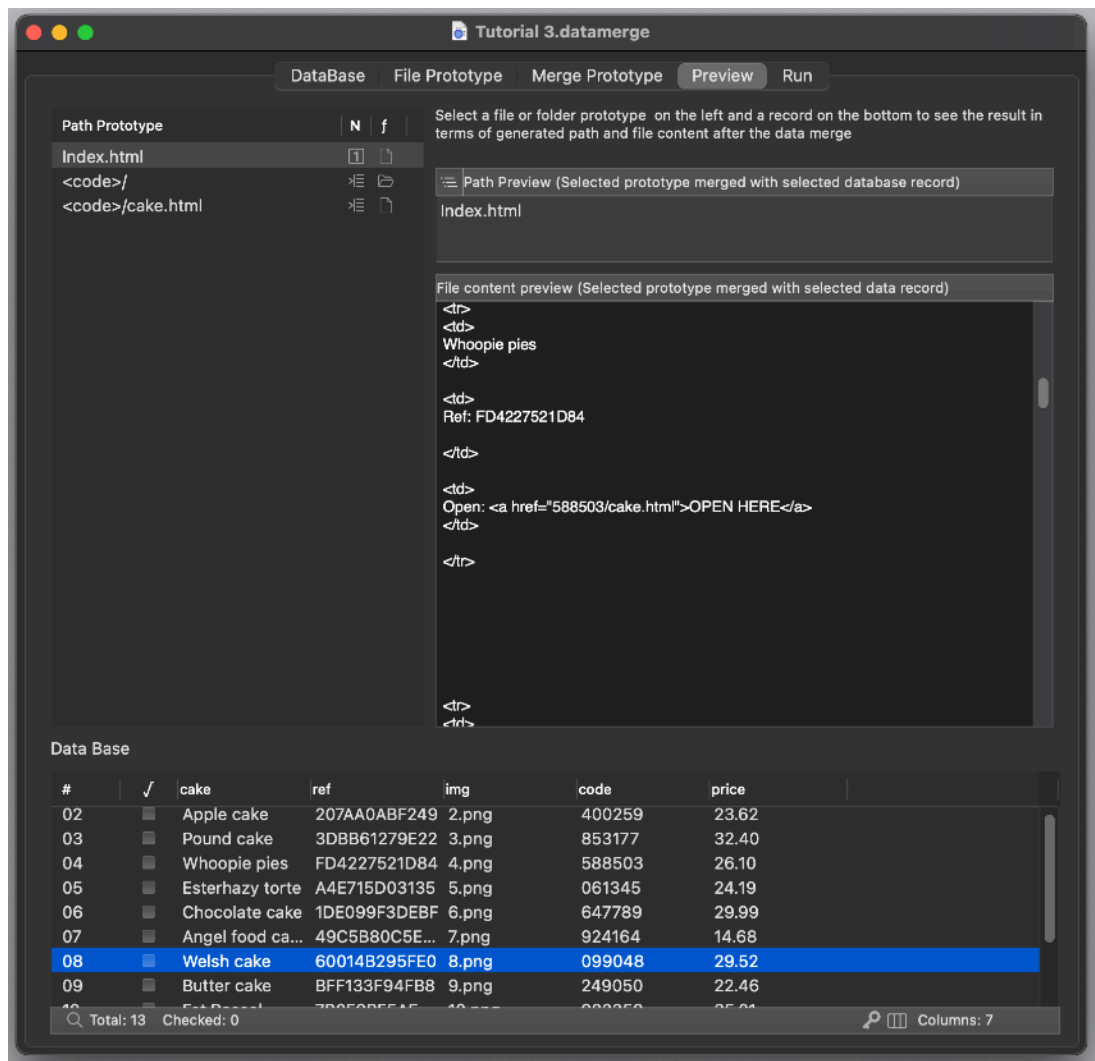 Tutorial 3.datamerge
DataBase File Prototype Merge Prototype Preview Run
Path Prototype N f
Index.html 1
<code>/
<code>/cake.html
Select a file or folder prototype on the left and a record on the bottom to see the result in
terms of generated path and file content after the data merge
Path Preview (Selected prototype merged with selected database record)
Index.html
File content preview (Selected prototype merged with selected data record)
<tr>
<td>
Whoopie pies
</td>
<td>
Ref: FD4227521D84
</td>
<td>
Open: <a href="588503/cake.html">OPEN HERE</a>
</td>
</tr>
<tr>
<td>
Data Base
# √ cake ref img code price
02 Apple cake 207AA0ABF249 2.png 400259 23.62
03 Pound cake 3DBB61279E22 3.png 853177 32.40
04 Whoopie pies FD4227521D84 4.png 588503 26.10
05 Esterhazy torte A4E715D03135 5.png 061345 24.19
06 Chocolate cake 1DE099F3DEBF 6.png 647789 29.99
07 Angel food ca... 49C5B80C5E... 7.png 924164 14.68
08 Welsh cake 60014B295FE0 8.png 099048 29.52
09 Butter cake BFF133F94FB8 9.png 249050 22.46
Total: 13 Checked: 0 Columns: 7